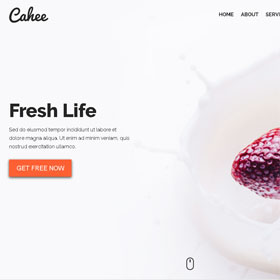 Cahee
HOME ABOUT SERVI
Fresh Life
Sed do eiusmod tempor incididunt ut labore et
dolore magna aliqua. Ut enim ad minim veniam, quis
nostrud exercitation ullamco.
GET FREE NOW